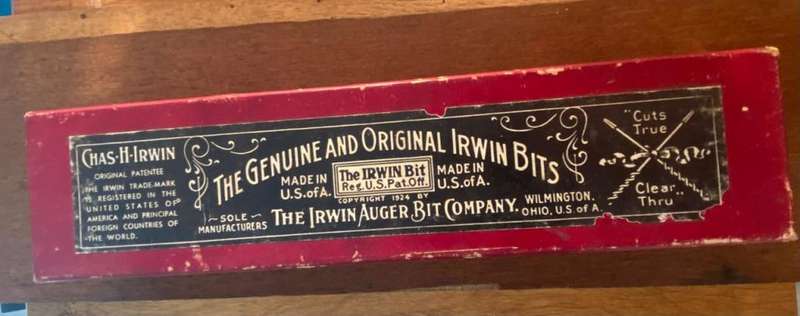 CHAS·H·IRWIN
ORIGINAL PATENTEE
THE IRWIN TRADE-MARK
IS REGISTERED IN THE
UNITED STATES OF
AMERICA AND PRINCIPAL
FOREIGN COUNTRIES OF
THE WORLD.
THE GENUINE AND ORIGINAL IRWIN BITS
MADE IN
U.S. of A.
The IRWIN Bit
Reg. U.S. Pat. Off.
MADE IN
U.S. of A.
COPYRIGHT 1924 BY
SOLE
MANUFACTURERS
THE IRWIN AUGER BIT COMPANY.
WILMINGTON,
OHIO, U.S. of A.
"Cuts
True
Clear
Thru"